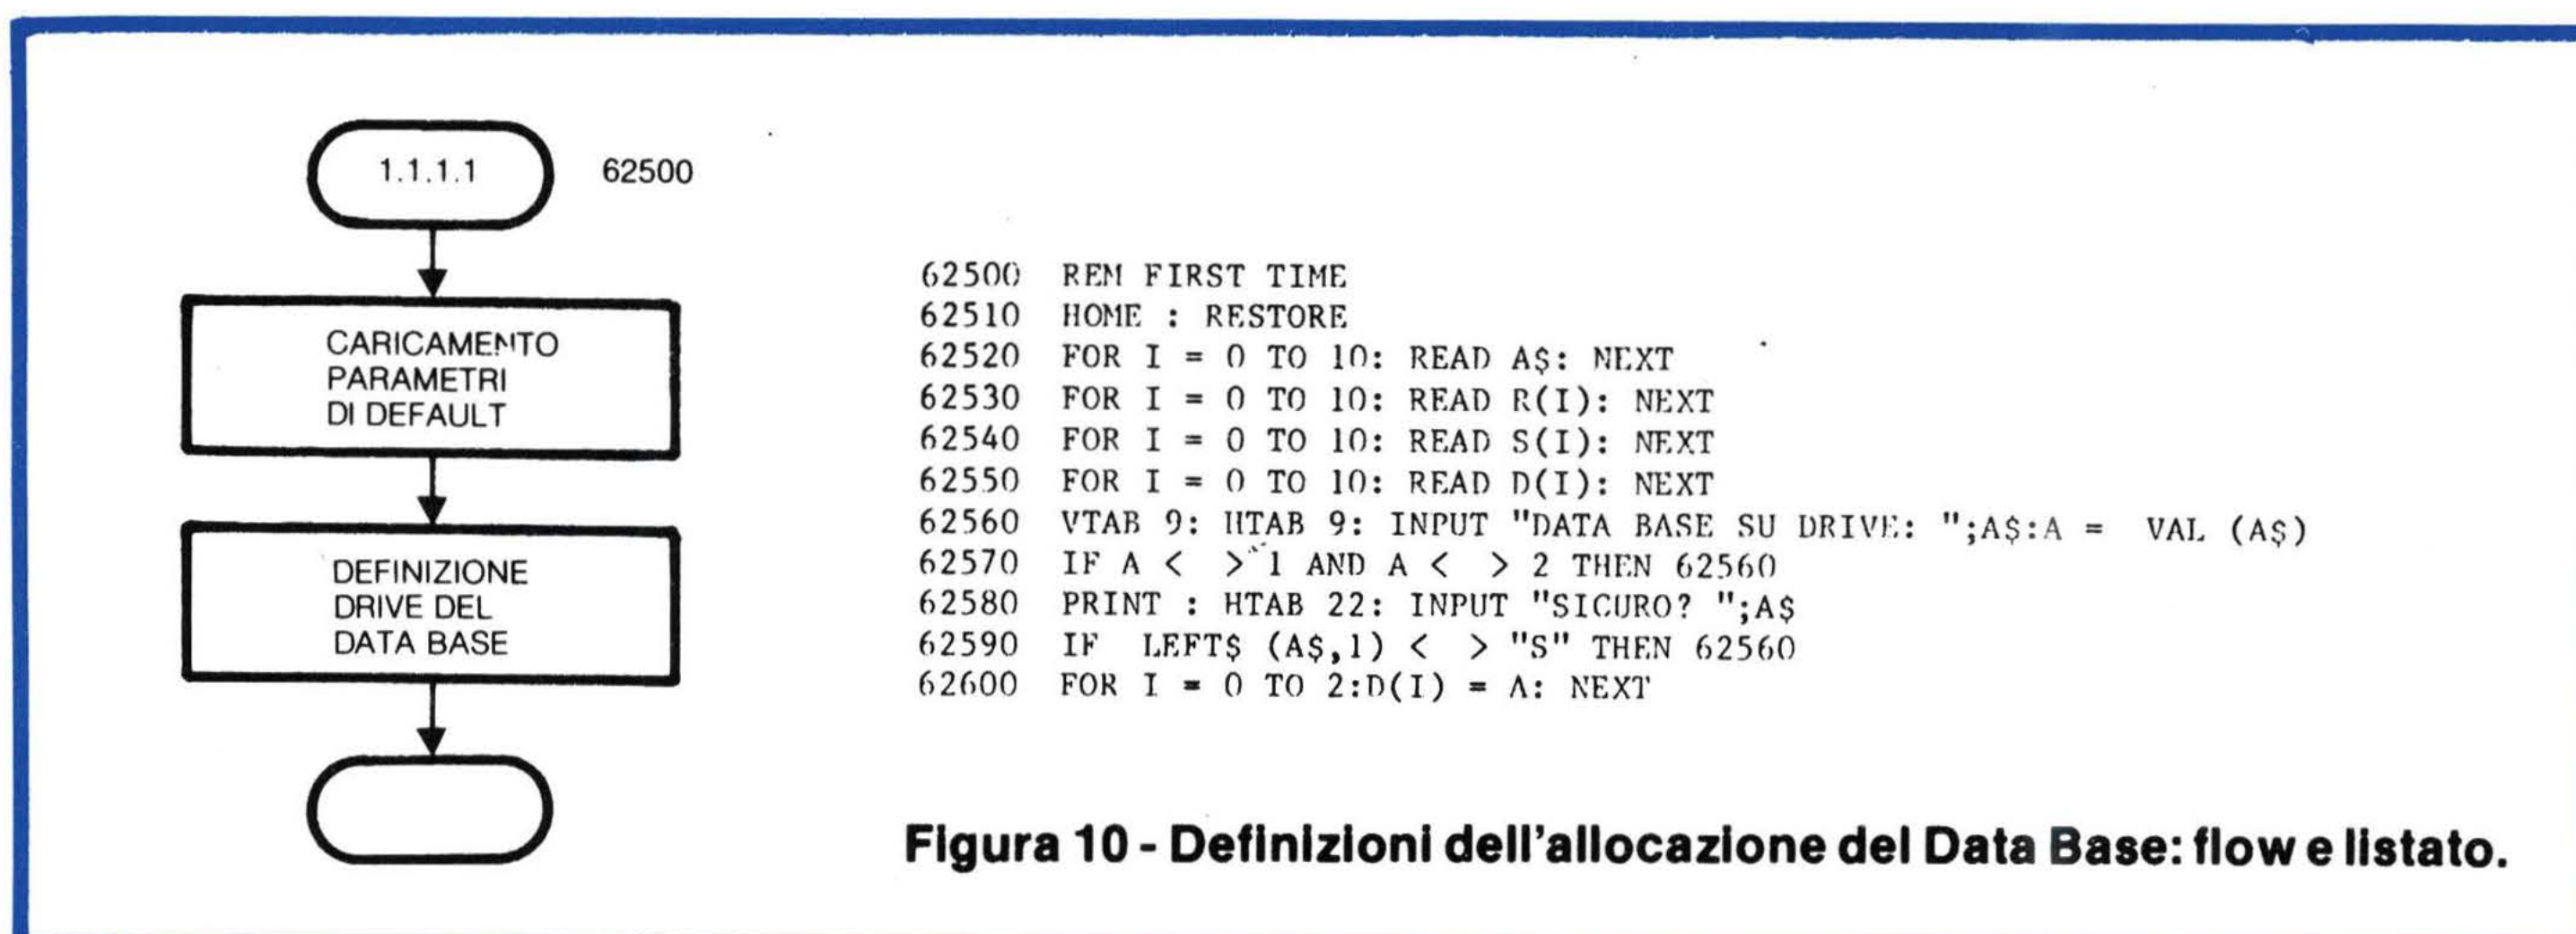 1.1.1.1
62500
CARICAMENTO
PARAMETRI
DI DEFAULT
DEFINIZIONE
DRIVE DEL
DATA BASE
62500 REM FIRST TIME
62510 HOME : RESTORE
62520 FOR I = 0 TO 10: READ A$: NEXT
62530 FOR I = 0 TO 10: READ R(I): NEXT
62540 FOR I = 0 TO 10: READ S(I): NEXT
62550 FOR I = 0 TO 10: READ D(I): NEXT
62560 VTAB 9: HTAB 9: INPUT "DATA BASE SU DRIVE: ";A$:A = VAL (A$)
62570 IF A < > 1 AND A < > 2 THEN 62560
62580 PRINT : HTAB 22: INPUT "SICURO? ";A$
62590 IF LEFT$ (A$,1) < > "S" THEN 62560
62600 FOR I = 0 TO 2:D(I) = A: NEXT
Figura 10 - Definizioni dell'allocazione del Data Base: flow e listato.